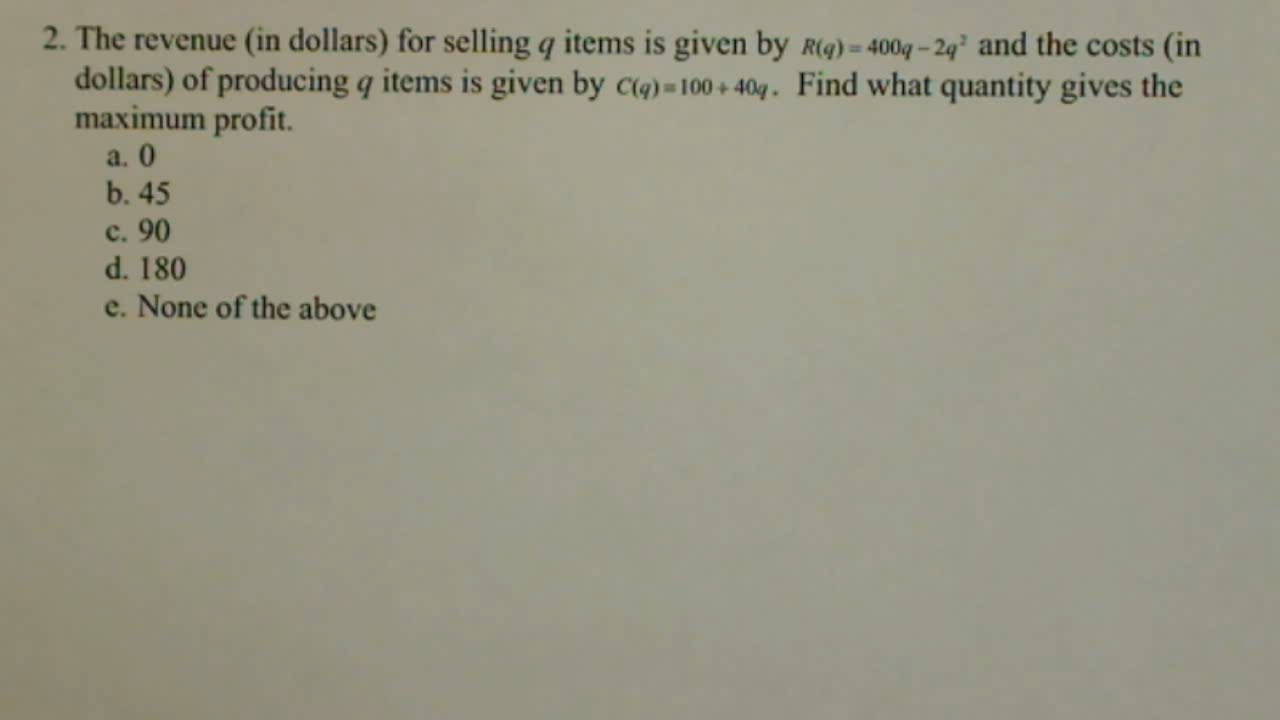 2. The revenue (in dollars) for selling q items is given by R(q) = 400q − 2q² and the costs (in
dollars) of producing q items is given by C(q) = 100 + 40q. Find what quantity gives the
maximum profit.
a. 0
b. 45
c. 90
d. 180
e. None of the above